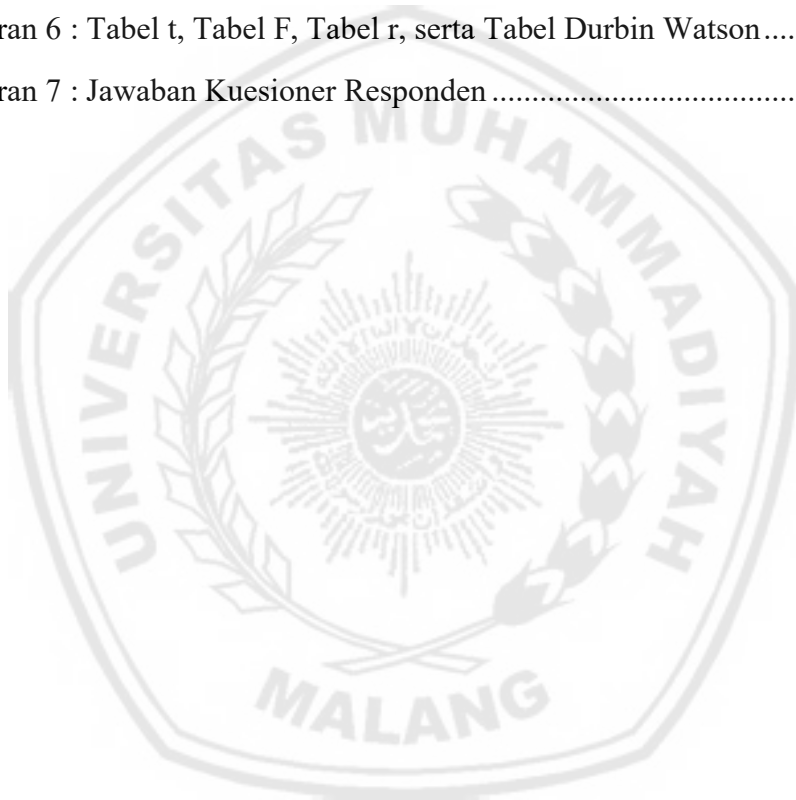 ran 6 : Tabel t, Tabel F, Tabel r, serta Tabel Durbin Watson....
ran 7 : Jawaban Kuesioner Responden.....................................
UNIVERSITAS MUHAMMADIYAH
MALANG